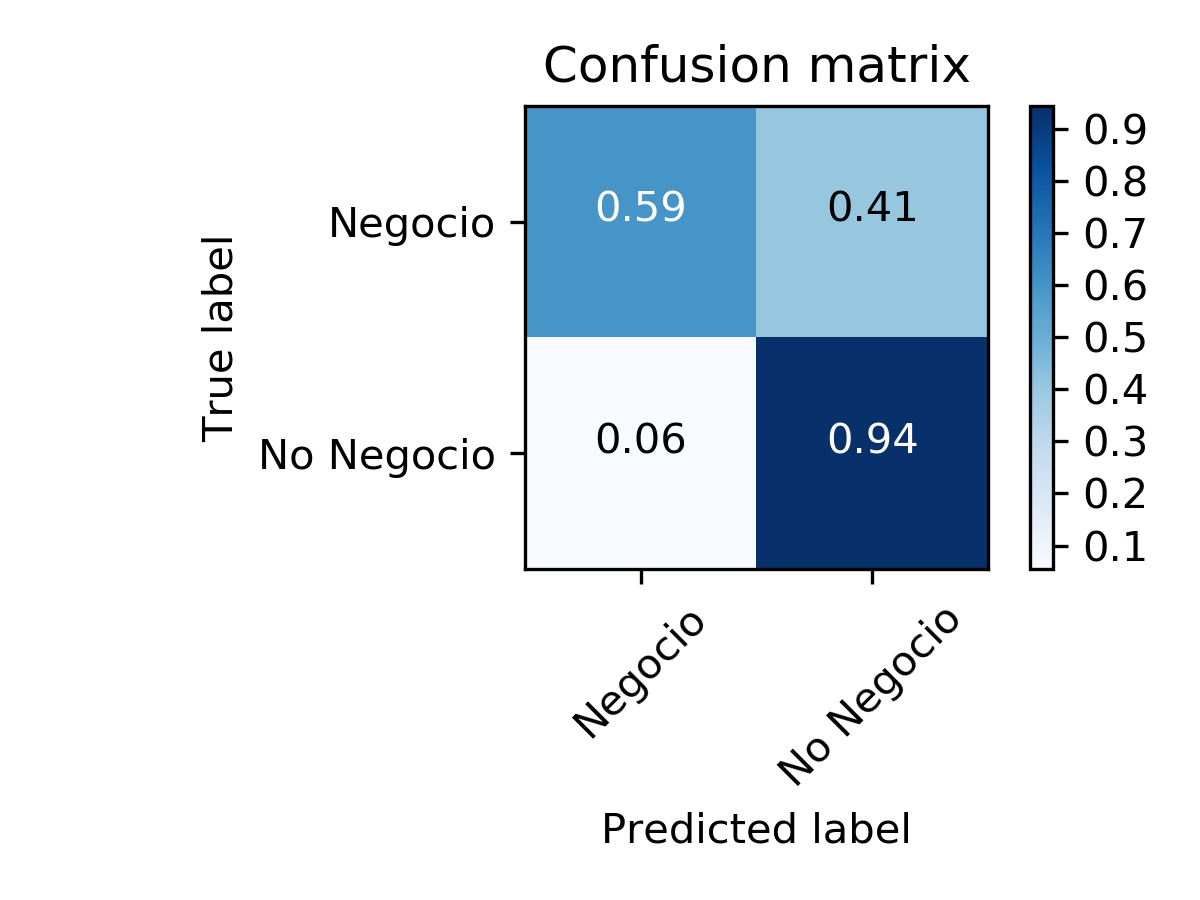 Confusion matrix
True label
Negocio
0.59 0.41
No Negocio
0.06 0.94
Negocio
No Negocio
Predicted label
0.9
0.8
0.7
0.6
0.5
0.4
0.3
0.2
0.1